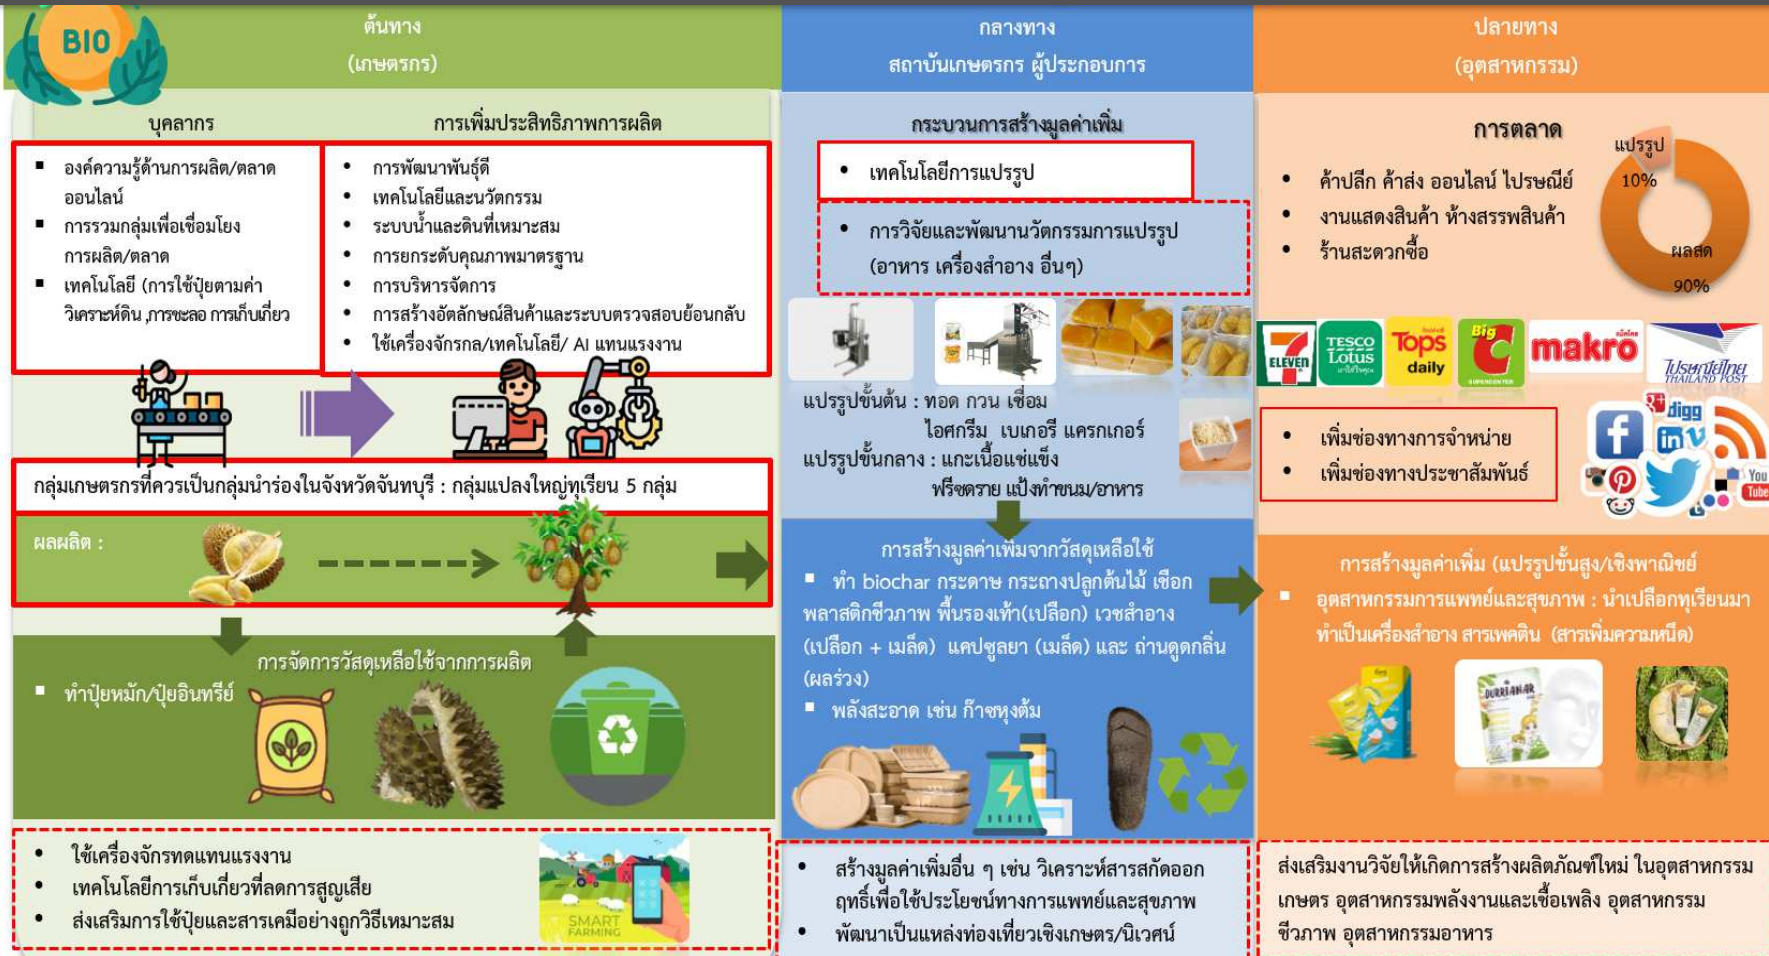 BIO
ต้นทาง
(เกษตรกร)
บุคลากร
▪ องค์ความรู้ด้านการผลิต/ตลาด
ออนไลน์
▪ การรวมกลุ่มเพื่อเชื่อมโยง
การผลิต/ตลาด
▪ เทคโนโลยี (การใช้ปุ๋ยตามค่า
วิเคราะห์ดิน ,การชะลอ การเก็บเกี่ยว
การเพิ่มประสิทธิภาพการผลิต
• การพัฒนาพันธุ์ดี
• เทคโนโลยีและนวัตกรรม
• ระบบน้ำและดินที่เหมาะสม
• การยกระดับคุณภาพมาตรฐาน
• การบริหารจัดการ
• การสร้างอัตลักษณ์สินค้าและระบบตรวจสอบย้อนกลับ
• ใช้เครื่องจักรกล/เทคโนโลยี/ AI แทนแรงงาน
กลุ่มเกษตรกรที่ควรเป็นกลุ่มนำร่องในจังหวัดจันทบุรี : กลุ่มแปลงใหญ่ทุเรียน 5 กลุ่ม
ผลผลิต :
การจัดการวัสดุเหลือใช้จากการผลิต
▪ ทำปุ๋ยหมัก/ปุ๋ยอินทรีย์
• ใช้เครื่องจักรทดแทนแรงงาน
• เทคโนโลยีการเก็บเกี่ยวที่ลดการสูญเสีย
• ส่งเสริมการใช้ปุ๋ยและสารเคมีอย่างถูกวิธีเหมาะสม
SMART
FARMING
กลางทาง
สถาบันเกษตรกร ผู้ประกอบการ
กระบวนการสร้างมูลค่าเพิ่ม
• เทคโนโลยีการแปรรูป
• การวิจัยและพัฒนานวัตกรรมการแปรรูป
(อาหาร เครื่องสำอาง อื่นๆ)
แปรรูปขั้นต้น : ทอด กวน เชื่อม
ไอศกรีม เบเกอรี แครกเกอร์
แปรรูปขั้นกลาง : แกะเนื้อแช่แข็ง
ฟรีซดราย แป้งทำขนม/อาหาร
การสร้างมูลค่าเพิ่มจากวัสดุเหลือใช้
▪ ทำ biochar กระดาษ กระถางปลูกต้นไม้ เชือก
พลาสติกชีวภาพ พื้นรองเท้า(เปลือก) เวชสำอาง
(เปลือก + เมล็ด) แคปซูลยา (เมล็ด) และ ถ่านดูดกลิ่น
(ผลร่วง)
▪ พลังสะอาด เช่น ก๊าซหุงต้ม
• สร้างมูลค่าเพิ่มอื่น ๆ เช่น วิเคราะห์สารสกัดออก
ฤทธิ์เพื่อใช้ประโยชน์ทางการแพทย์และสุขภาพ
• พัฒนาเป็นแหล่งท่องเที่ยวเชิงเกษตร/นิเวศน์
ปลายทาง
(อุตสาหกรรม)
การตลาด
• ค้าปลีก ค้าส่ง ออนไลน์ ไปรษณีย์
• งานแสดงสินค้า ห้างสรรพสินค้า
• ร้านสะดวกซื้อ
แปรรูป
10%
ผลสด
90%
7 ELEVEN
TESCO
Lotus
Tops
daily
Big
C
SUPERCENTER
makro
ไปรษณีย์ไทย
THAILAND POST
• เพิ่มช่องทางการจำหน่าย
• เพิ่มช่องทางประชาสัมพันธ์
g+
digg
f
in
v
You
Tube
t
การสร้างมูลค่าเพิ่ม (แปรรูปขั้นสูง/เชิงพาณิชย์
▪ อุตสาหกรรมการแพทย์และสุขภาพ : นำเปลือกทุเรียนมา
ทำเป็นเครื่องสำอาง สารเพคติน (สารเพิ่มความหนืด)
ส่งเสริมงานวิจัยให้เกิดการสร้างผลิตภัณฑ์ใหม่ ในอุตสาหกรรม
เกษตร อุตสาหกรรมพลังงานและเชื้อเพลิง อุตสาหกรรม
ชีวภาพ อุตสาหกรรมอาหาร